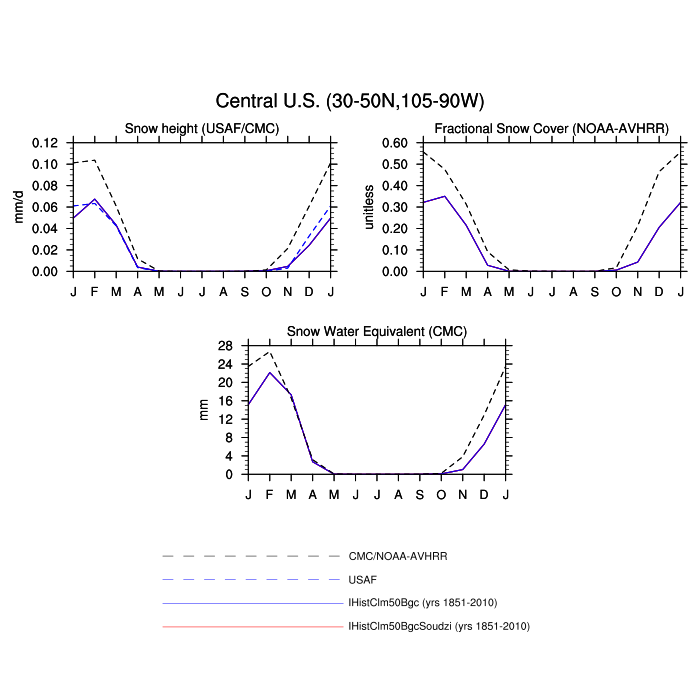 Central U.S. (30-50N,105-90W)
Snow height (USAF/CMC)
mm/d
0.12
0.10
0.08
0.06
0.04
0.02
0.00
J F M A M J J A S O N D J
Fractional Snow Cover (NOAA-AVHRR)
unitless
0.60
0.50
0.40
0.30
0.20
0.10
0.00
J F M A M J J A S O N D J
Snow Water Equivalent (CMC)
mm
28
24
20
16
12
8
4
0
J F M A M J J A S O N D J
CMC/NOAA-AVHRR
USAF
IHistClm50Bgc (yrs 1851-2010)
IHistClm50BgcSoudzi (yrs 1851-2010)